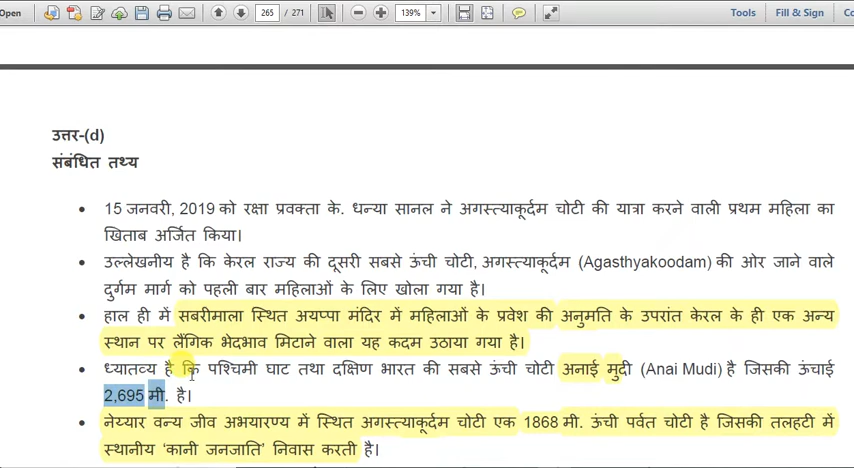 Open 265 / 271 139% Tools Fill & Sign Co
उत्तर-(d)
संबंधित तथ्य
• 15 जनवरी, 2019 को रक्षा प्रवक्ता के. धन्या सानल ने अगस्त्याकूर्दम चोटी की यात्रा करने वाली प्रथम महिला का
खिताब अर्जित किया।
• उल्लेखनीय है कि केरल राज्य की दूसरी सबसे ऊंची चोटी, अगस्त्याकूर्दम (Agasthyakoodam) की ओर जाने वाले
दुर्गम मार्ग को पहली बार महिलाओं के लिए खोला गया है।
• हाल ही में सबरीमाला स्थित अयप्पा मंदिर में महिलाओं के प्रवेश की अनुमति के उपरांत केरल के ही एक अन्य
स्थान पर लैंगिक भेदभाव मिटाने वाला यह कदम उठाया गया है।
• ध्यातव्य है कि पश्चिमी घाट तथा दक्षिण भारत की सबसे ऊंची चोटी अनाई मुदी (Anai Mudi) है जिसकी ऊंचाई
2,695 मी. है।
• नेय्यार वन्य जीव अभयारण्य में स्थित अगस्त्याकूर्दम चोटी एक 1868 मी. ऊंची पर्वत चोटी है जिसकी तलहटी में
स्थानीय ‘कानी जनजाति’ निवास करती है।